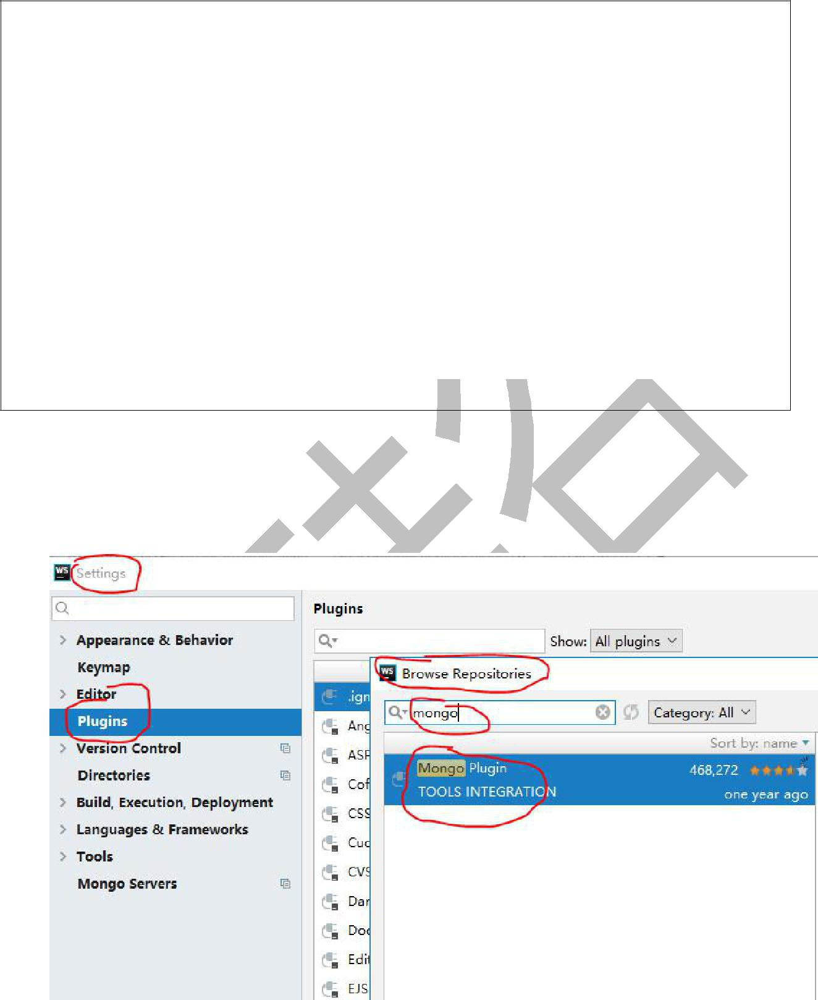 WS Settings
Appearance & Behavior
Keymap
Editor
Plugins
Version Control
Directories
Build, Execution, Deployment
Languages & Frameworks
Tools
Mongo Servers
Plugins
Show: All plugins
WS Browse Repositories
mongo
Category: All
Sort by: name
Mongo Plugin
468,272
TOOLS INTEGRATION
one year ago
.ign
Ang
ASP
Cof
CSS
Cuc
CVS
Dar
Doc
Edit
EJS